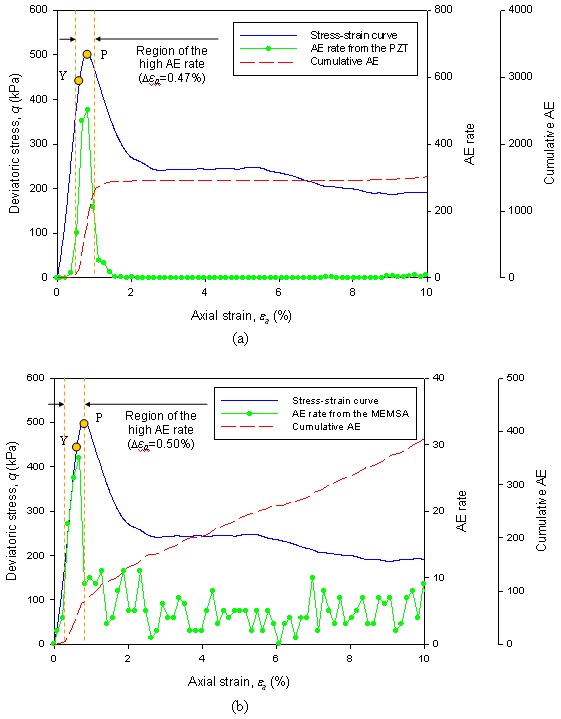 600
500
400
300
200
100
0
Deviatoric stress, q (kPa)
Y
P
Region of the
high AE rate
(Δεa=0.47%)
Stress-strain curve
AE rate from the PZT
Cumulative AE
800
600
400
200
0
AE rate
4000
3000
2000
1000
0
Cumulative AE
0 2 4 6 8 10
Axial strain, εa (%)
(a)
600
500
400
300
200
100
0
Deviatoric stress, q (kPa)
Y
P
Region of the
high AE rate
(Δεa=0.50%)
Stress-strain curve
AE rate from the MEMSA
Cumulative AE
40
30
20
10
0
AE rate
500
400
300
200
100
0
Cumulative AE
0 2 4 6 8 10
Axial strain, εa (%)
(b)